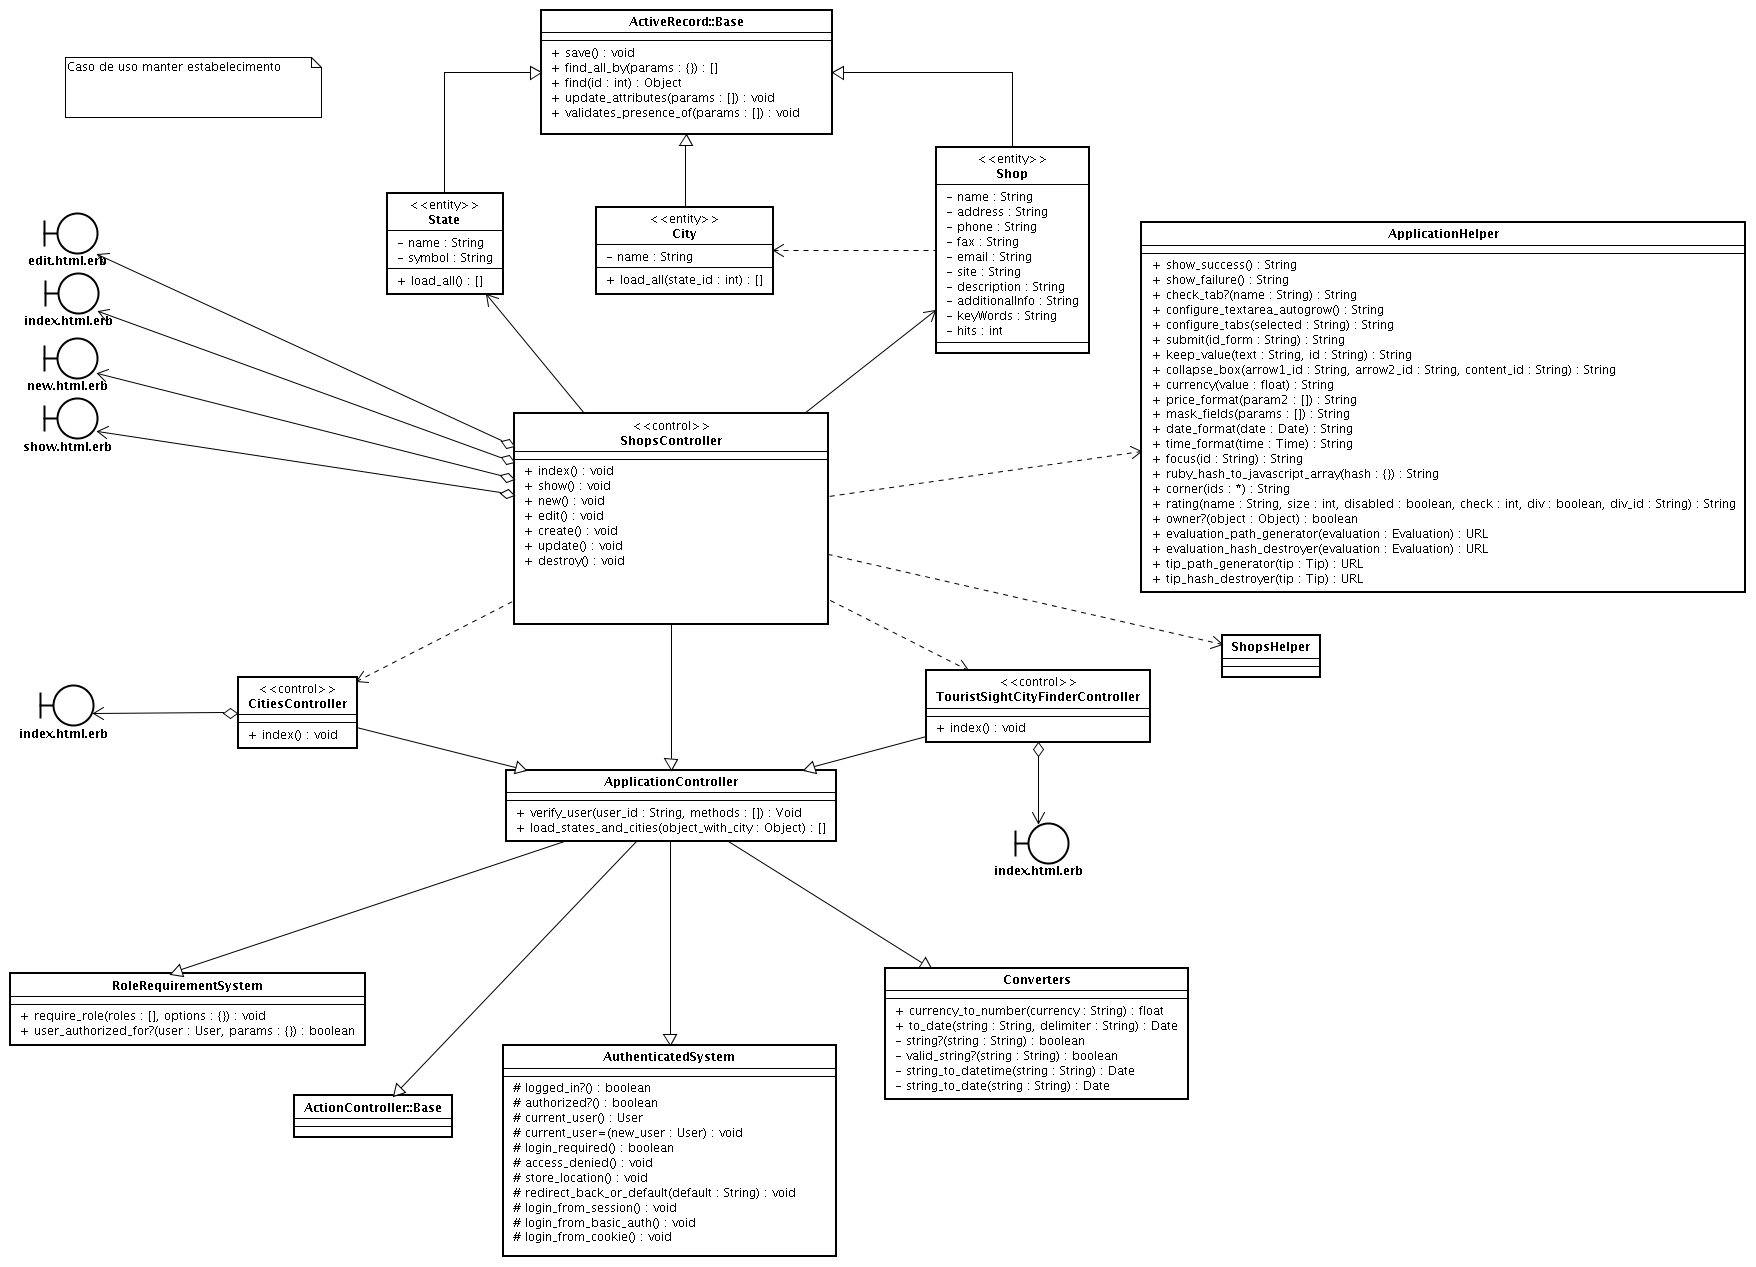 Caso de uso manter estabelecimento
ActiveRecord::Base
+ save() : void
+ find_all_by(params : {}) : []
+ find(id : int) : Object
+ update_attributes(params : []) : void
+ validates_presence_of(params : []) : void
<<entity>>
State
- name : String
- symbol : String
+ load_all() : []
<<entity>>
City
- name : String
+ load_all(state_id : int) : []
<<entity>>
Shop
- name : String
- address : String
- phone : String
- fax : String
- email : String
- site : String
- description : String
- additionalInfo : String
- keyWords : String
- hits : int
ApplicationHelper
+ show_success() : String
+ show_failure() : String
+ check_tab?(name : String) : String
+ configure_textarea_autogrow() : String
+ configure_tabs(selected : String) : String
+ submit(id_form : String) : String
+ keep_value(text : String, id : String) : String
+ collapse_box(arrow1_id : String, arrow2_id : String, content_id : String) : String
+ currency(value : float) : String
+ price_format(param2 : []) : String
+ mask_fields(params : []) : String
+ date_format(date : Date) : String
+ time_format(time : Time) : String
+ focus(id : String) : String
+ ruby_hash_to_javascript_array(hash : {}) : String
+ corner(ids : *) : String
+ rating(name : String, size : int, disabled : boolean, check : int, div : boolean, div_id : String) : String
+ owner?(object : Object) : boolean
+ evaluation_path_generator(evaluation : Evaluation) : URL
+ evaluation_hash_destroyer(evaluation : Evaluation) : URL
+ tip_path_generator(tip : Tip) : URL
+ tip_hash_destroyer(tip : Tip) : URL
edit.html.erb
index.html.erb
new.html.erb
show.html.erb
<<control>>
ShopsController
+ index() : void
+ show() : void
+ new() : void
+ edit() : void
+ create() : void
+ update() : void
+ destroy() : void
ShopsHelper
index.html.erb
<<control>>
CitiesController
+ index() : void
<<control>>
TouristSightCityFinderController
+ index() : void
ApplicationController
+ verify_user(user_id : String, methods : []) : Void
+ load_states_and_cities(object_with_city : Object) : []
index.html.erb
RoleRequirementSystem
+ require_role(roles : [], options : {}) : void
+ user_authorized_for?(user : User, params : {}) : boolean
Converters
+ currency_to_number(currency : String) : float
+ to_date(string : String, delimiter : String) : Date
- string?(string : String) : boolean
- valid_string?(string : String) : boolean
- string_to_datetime(string : String) : Date
- string_to_date(string : String) : Date
ActionController::Base
AuthenticatedSystem
# logged_in?() : boolean
# authorized?() : boolean
# current_user() : User
# current_user=(new_user : User) : void
# login_required() : boolean
# access_denied() : void
# store_location() : void
# redirect_back_or_default(default : String) : void
# login_from_session() : void
# login_from_basic_auth() : void
# login_from_cookie() : void